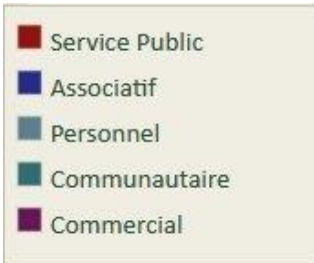 Service Public
Associatif
Personnel
Communautaire
Commercial